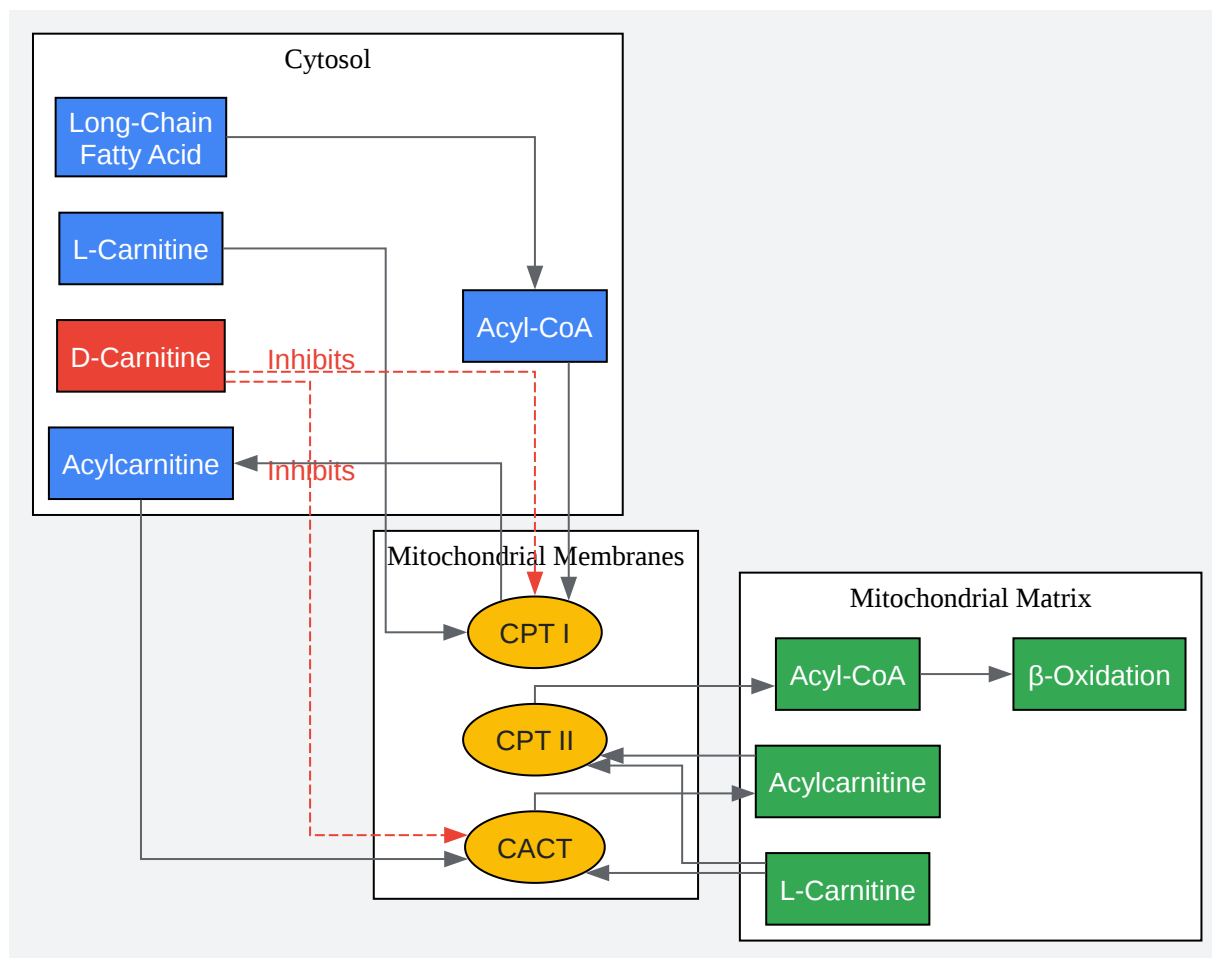 Cytosol
Long-Chain
Fatty Acid
L-Carnitine
D-Carnitine
Acylcarnitine
Acyl-CoA
Inhibits
Inhibits
Mitochondrial Membranes
CPT I
CPT II
CACT
Mitochondrial Matrix
Acyl-CoA
β-Oxidation
Acylcarnitine
L-Carnitine